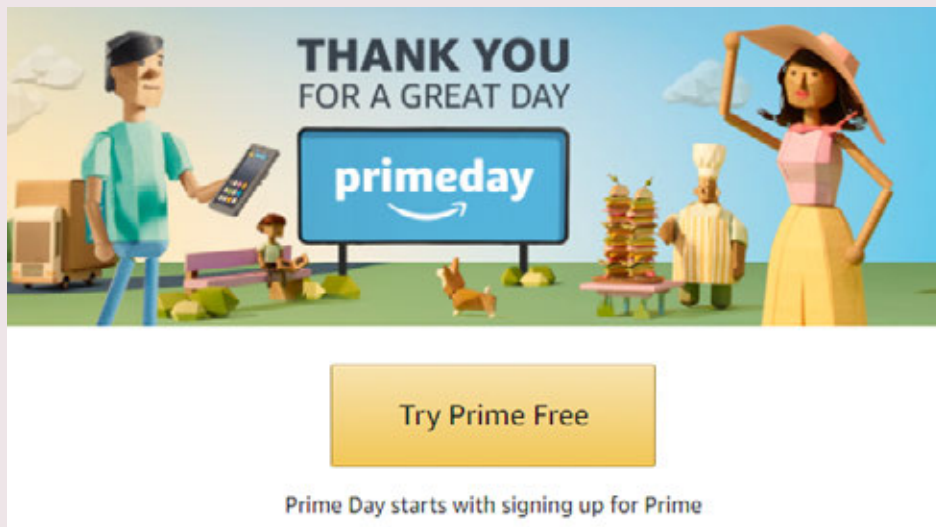 THANK YOU
FOR A GREAT DAY
primeday
Try Prime Free
Prime Day starts with signing up for Prime